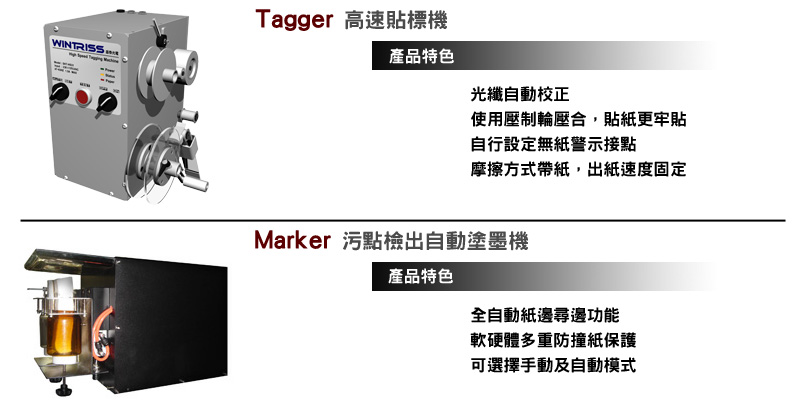 Tagger 高速貼標機
產品特色
光纖自動校正
使用壓制輪壓合，貼紙更牢貼
自行設定無紙警示接點
摩擦方式帶紙，出紙速度固定
WINTRISS
High Speed Tagging Machine
Power
Paper
Marker 污點檢出自動塗墨機
產品特色
全自動紙邊尋邊功能
軟硬體多重防撞紙保護
可選擇手動及自動模式